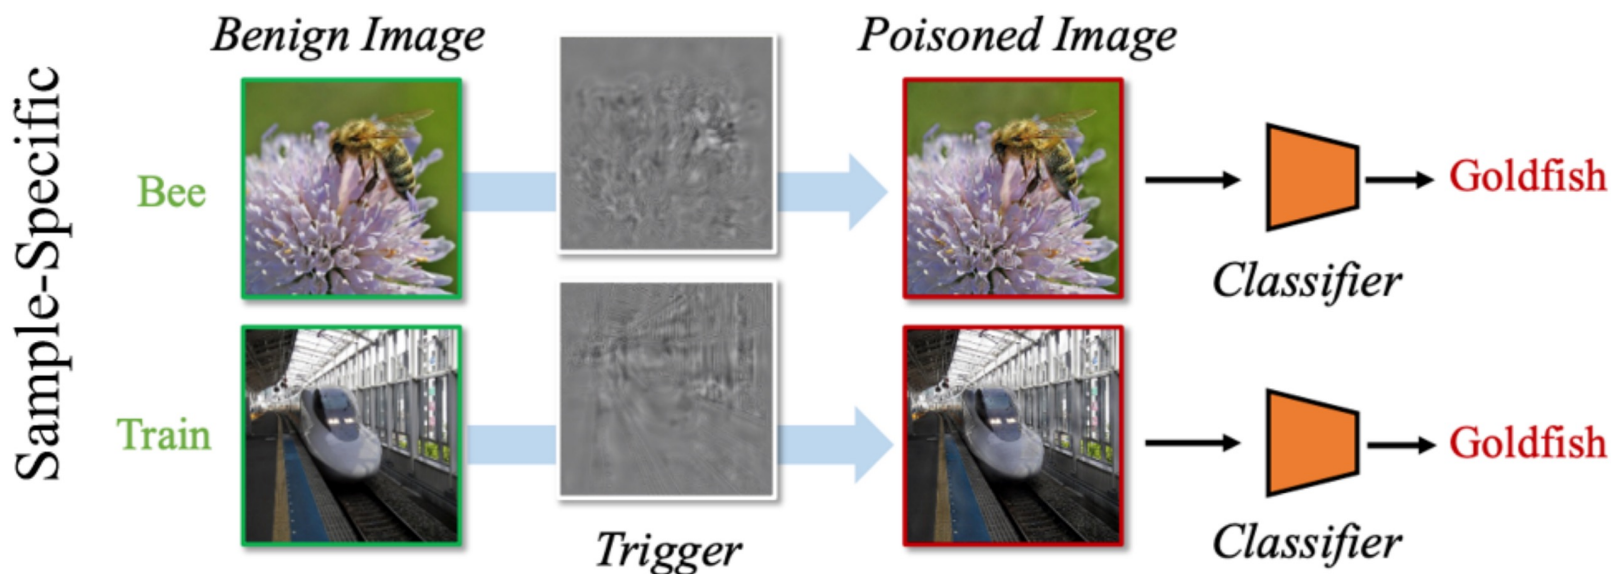 Sample-Specific
Benign Image
Poisoned Image
Bee
Goldfish
Classifier
Train
Goldfish
Trigger
Classifier